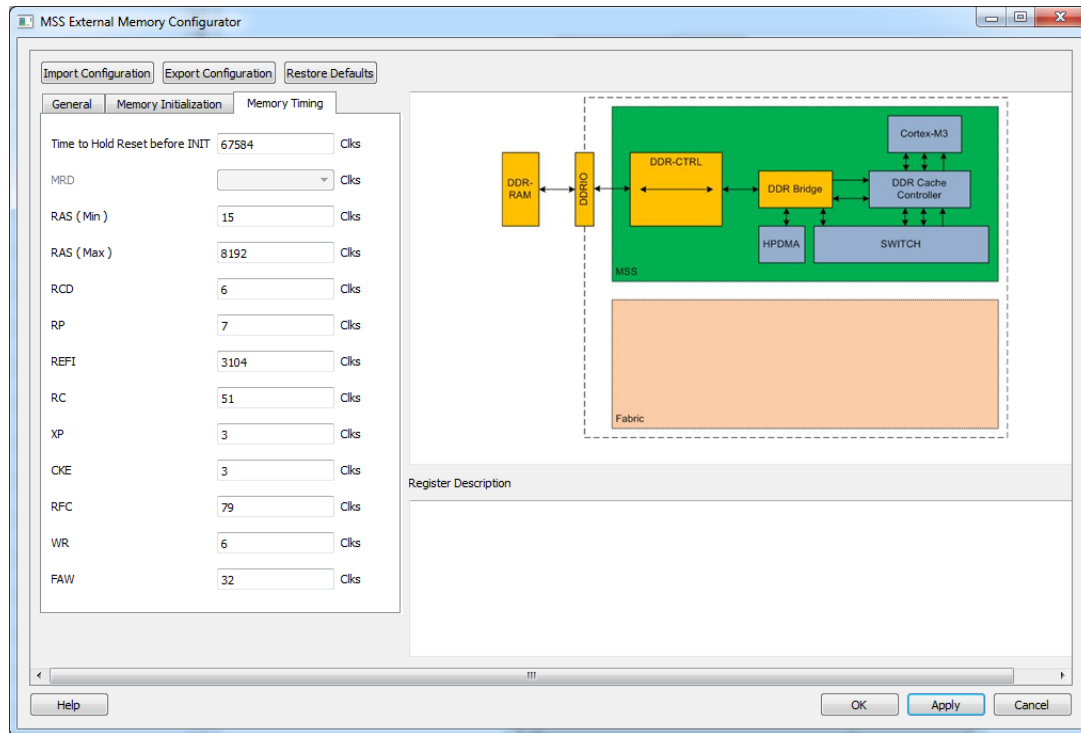 MSS External Memory Configurator
Import Configuration Export Configuration Restore Defaults
General Memory Initialization Memory Timing
Time to Hold Reset before INIT 67584 Clks
MRD Clks
RAS ( Min ) 15 Clks
RAS ( Max ) 8192 Clks
RCD 6 Clks
RP 7 Clks
REFI 3104 Clks
RC 51 Clks
XP 3 Clks
CKE 3 Clks
RFC 79 Clks
WR 6 Clks
FAW 32 Clks
DDR-
RAM
DDRIO
DDR-CTRL
DDR Bridge
Cortex-M3
DDR Cache
Controller
HPDMA
SWITCH
MSS
Fabric
Register Description
Help OK Apply Cancel